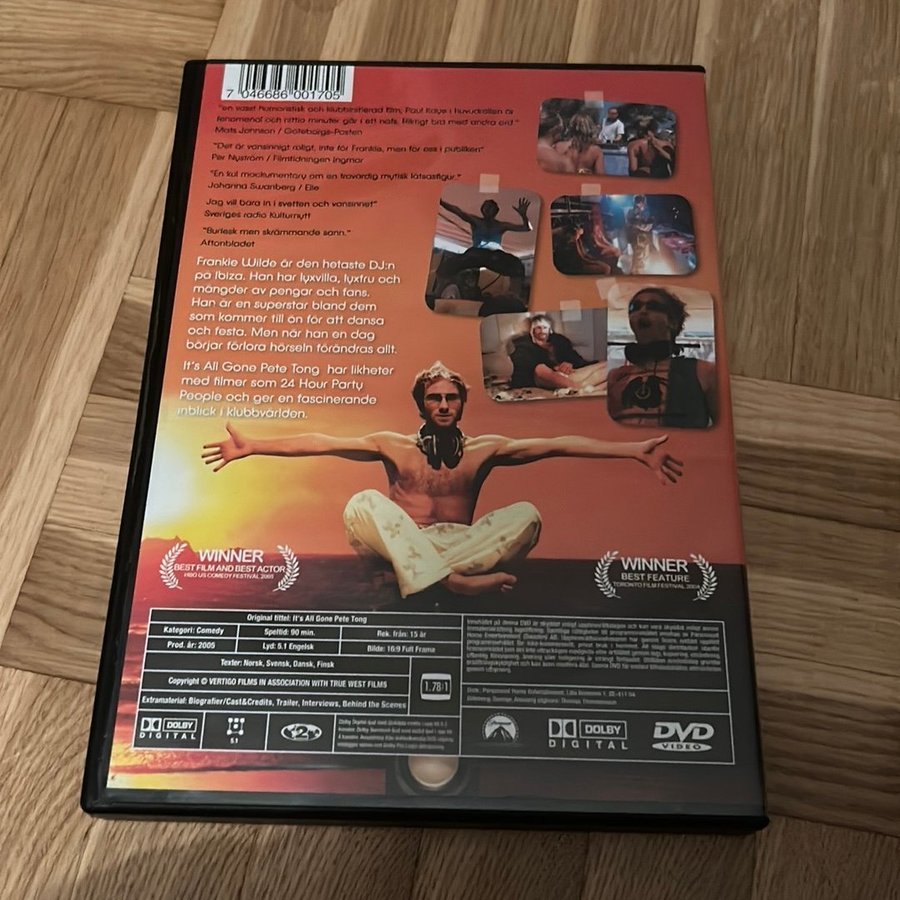 7 046686 001705
"en vasst humoristisk och klubbinitierad film, Paul Kaye i huvudrollen är
fenomenal och nittio minuter går i ett nafs. Riktigt bra med andra ord."
Mats Johnson / Göteborgs-Posten
"Det är vansinnigt roligt, inte för Frankie, men för oss i publiken"
Per Nyström / Filmtidningen Ingmar
"En kul mockumentary om en trovärdig mytisk låtsasfigur."
Johanna Swanberg / Elle
Jag vill bara in i svetten och vansinnet"
Sveriges radio Kulturnytt
"Burlesk men skrämmande sann."
Aftonbladet
Frankie Wilde är den hetaste DJ:n
på Ibiza. Han har lyxvilla, lyxfru och
mängder av pengar och fans.
Han är en superstar bland dem
som kommer till ön för att dansa
och festa. Men när han en dag
börjar förlora hörseln förändras allt.
It's All Gone Pete Tong har likheter
med filmer som 24 Hour Party
People och ger en fascinerande
inblick i klubbvärlden.
WINNER
BEST FILM AND BEST ACTOR
HBO US COMEDY FESTIVAL 2005
WINNER
BEST FEATURE
TORONTO FILM FESTIVAL 2004
Original tittel: It's All Gone Pete Tong
Kategori: Comedy
Speltid: 90 min.
Rek. från: 15 år
Prod. år: 2005
Lyd: 5.1 Engelsk
Bilde: 16:9 Full Frame
Texter: Norsk, Svensk, Dansk, Finsk
Copyright © VERTIGO FILMS IN ASSOCIATION WITH TRUE WEST FILMS
1.78:1
Extramaterial: Biografier/Cast&Credits, Trailer, Interviews, Behind the Scenes
DOLBY
DIGITAL
5.1
2
DOLBY
DIGITAL
DVD
VIDEO